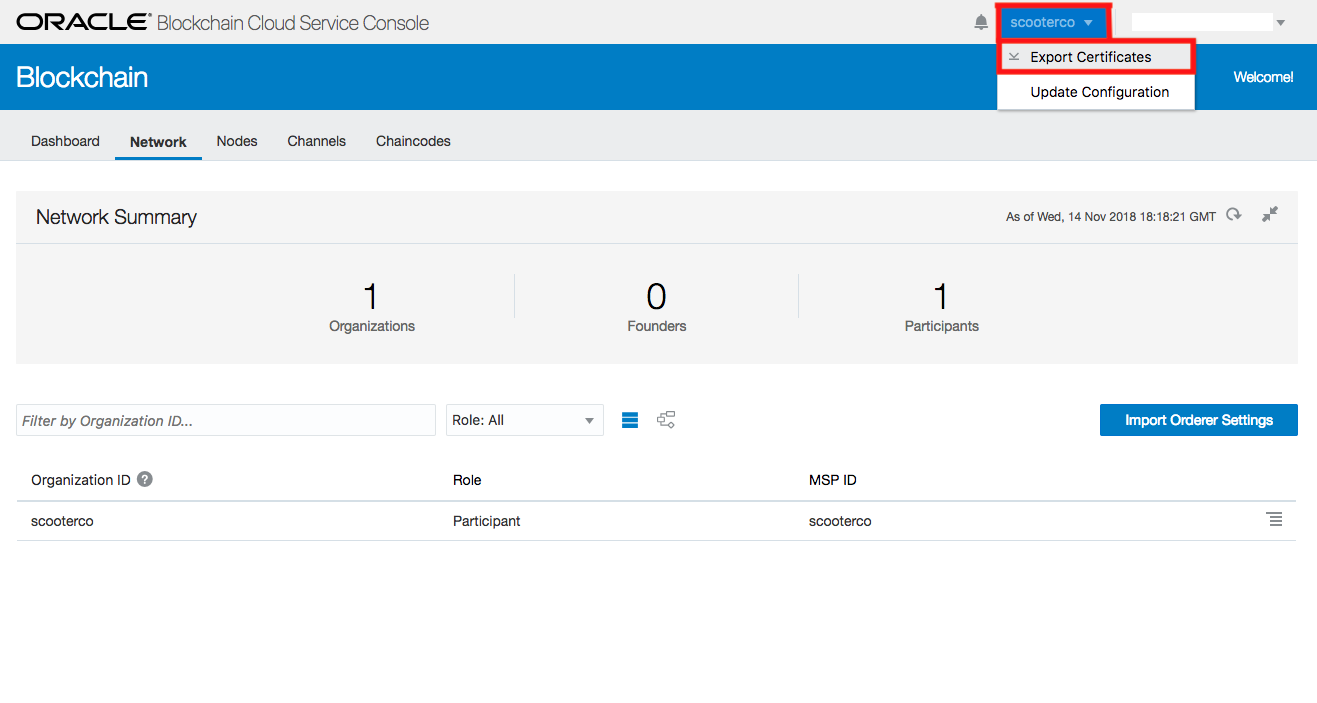 ORACLE® Blockchain Cloud Service Console
scooterco
Export Certificates
Update Configuration
Blockchain
Welcome!
Dashboard Network Nodes Channels Chaincodes
Network Summary
As of Wed, 14 Nov 2018 18:18:21 GMT
1 0 1
Organizations Founders Participants
Filter by Organization ID... Role: All Import Orderer Settings
Organization ID ? Role MSP ID
scooterco Participant scooterco